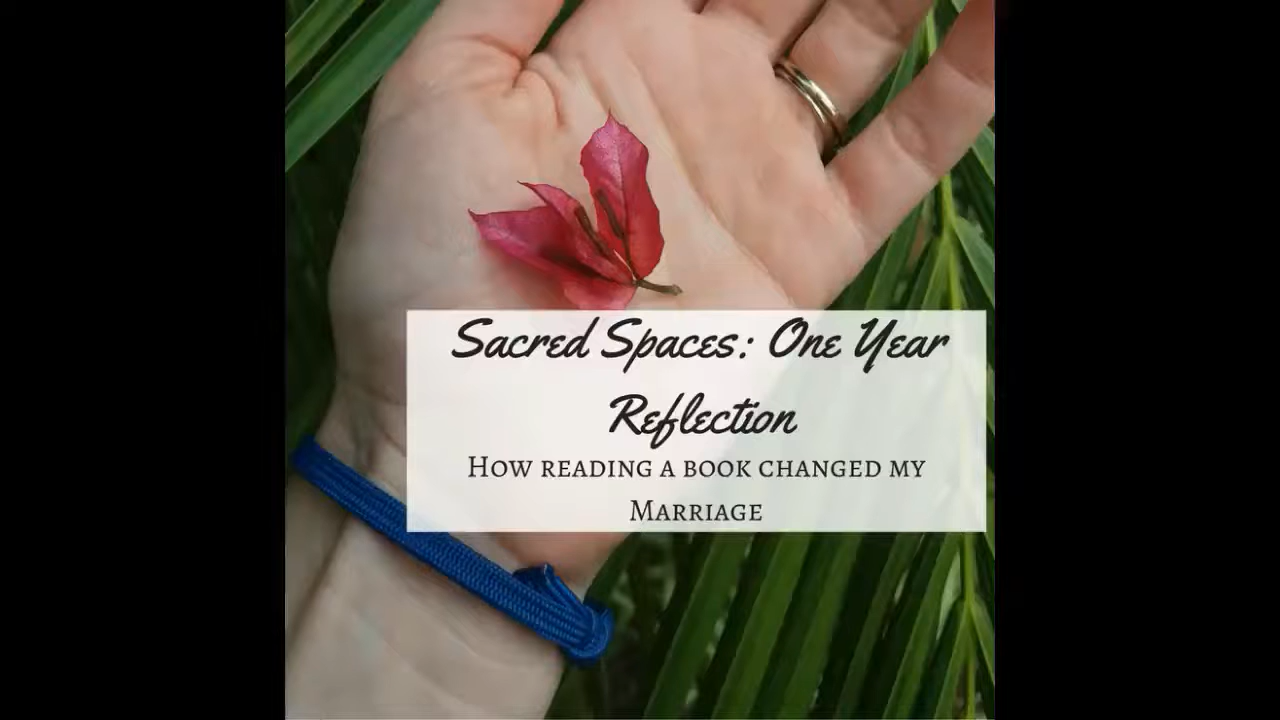 Sacred Spaces: One Year
Reflection
How reading a book changed my
Marriage